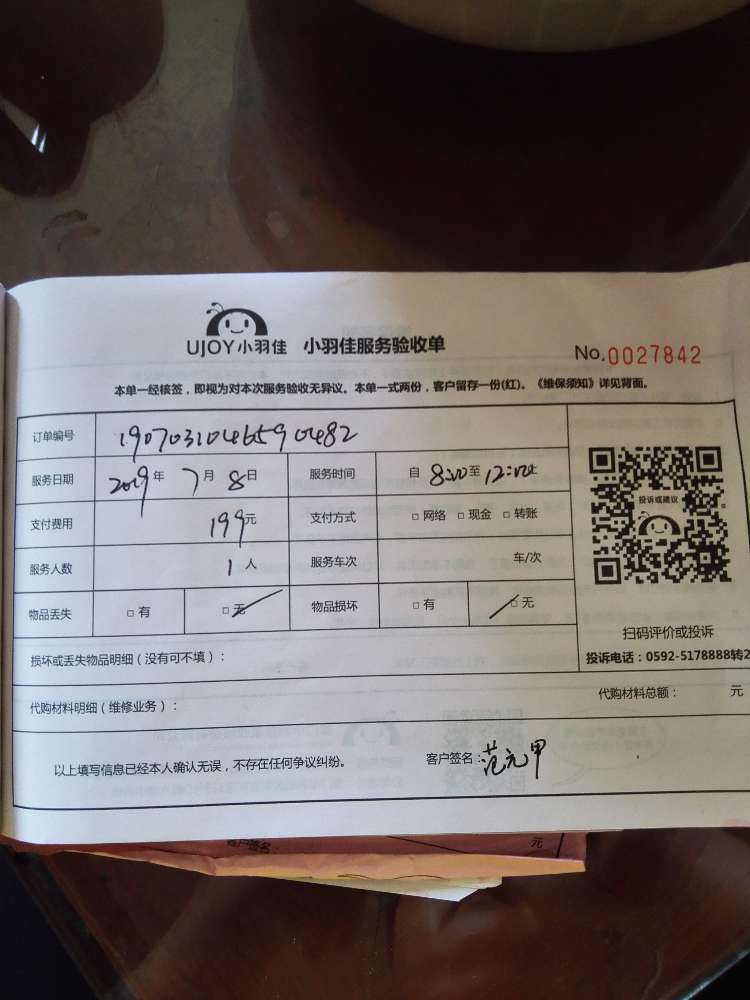 UJOY小羽佳 小羽佳服务验收单 No.0027842
本单一经核签，即视为对本次服务验收无异议。本单一式两份，客户留存一份(红)。《维保须知》详见背面。
订单编号 1907031046590482
服务日期 2019年7月8日 服务时间 自8:00至12:00止
投诉或建议
支付费用 199元 支付方式 □网络 □现金 □转账
服务人数 1人 服务车次 车/次
物品丢失 □有 □无 物品损坏 □有 □无
扫码评价或投诉
损坏或丢失物品明细（没有可不填）： 投诉电话：0592-5178888转2
代购材料明细（维修业务）： 代购材料总额： 元
以上填写信息已经本人确认无误，不存在任何争议纠纷。 客户签名：范元甲
客户签名： 元